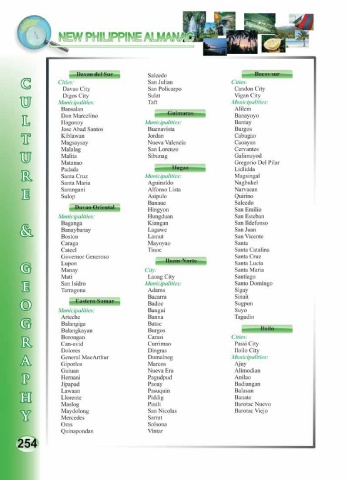 NEW PHILIPPINE ALMANAC
CULTURE & GEOGRAPHY
Davao del Sur
Cities:
Davao City
Digos City
Municipalities:
Bansalan
Don Marcelino
Hagonoy
Jose Abad Santos
Kiblawan
Magsaysay
Malalag
Malita
Matanao
Padada
Santa Cruz
Santa Maria
Sarangani
Sulop
Davao Oriental
Municipalities:
Baganga
Banaybanay
Boston
Caraga
Cateel
Governor Generoso
Lupon
Manay
Mati
San Isidro
Tarragona
Eastern Samar
Municipalities:
Arteche
Balangiga
Balangkayan
Borongan
Can-avid
Dolores
General MacArthur
Giporlos
Guiuan
Hernani
Jipapad
Lawaan
Llorente
Maslog
Maydolong
Mercedes
Oras
Quinapondan
Salcedo
San Julian
San Policarpo
Sulat
Taft
Guimaras
Municipalities:
Buenavista
Jordan
Nueva Valencia
San Lorenzo
Sibunag
Ifugao
Municipalities:
Aguinaldo
Alfonso Lista
Asipulo
Banaue
Hingyon
Hungduan
Kiangan
Lagawe
Lamut
Mayoyao
Tinoc
Ilocos Norte
City:
Laoag City
Municipalities:
Adams
Bacarra
Badoc
Bangui
Banna
Batac
Burgos
Carasi
Currimao
Dingras
Dumalneg
Marcos
Nueva Era
Pagudpud
Paoay
Pasuquin
Piddig
Pinili
San Nicolas
Sarrat
Solsona
Vintar
Ilocos sur
Cities:
Candon City
Vigan City
Municipalities:
Alilem
Banayoyo
Bantay
Burgos
Cabugao
Caoayan
Cervantes
Galimuyod
Gregorio Del Pilar
Lidlidda
Magsingal
Nagbukel
Narvacan
Quirino
Salcedo
San Emilio
San Esteban
San Ildefonso
San Juan
San Vicente
Santa
Santa Catalina
Santa Cruz
Santa Lucia
Santa Maria
Santiago
Santo Domingo
Sigay
Sinait
Sugpon
Suyo
Tagudin
Iloilo
Cities:
Passi City
Iloilo City
Municipalities:
Ajuy
Alimodian
Anilao
Badiangan
Balasan
Banate
Barotac Nuevo
Barotac Viejo
254